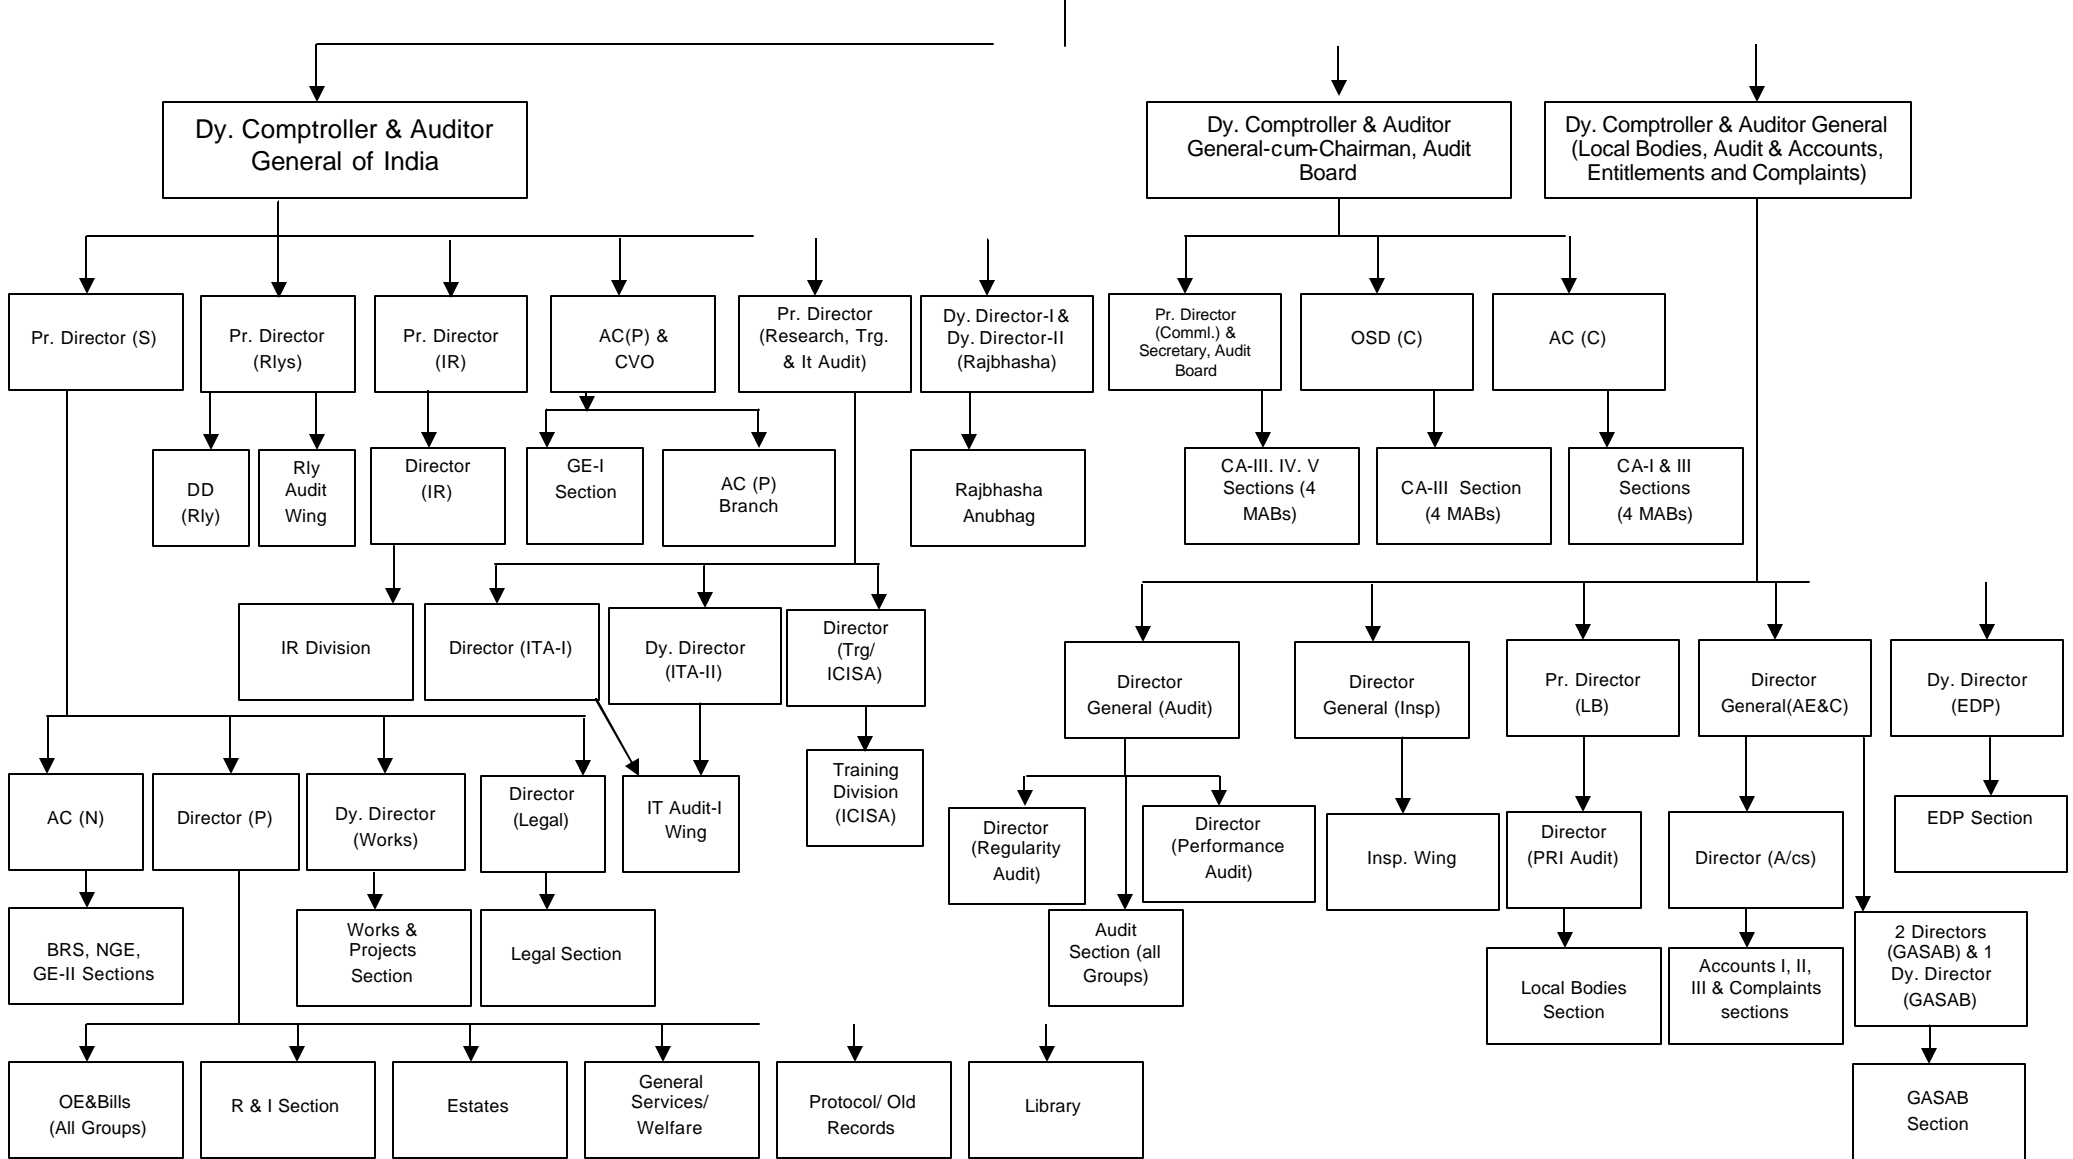 Dy. Comptroller & Auditor
General of India
Dy. Comptroller & Auditor
General-cum-Chairman, Audit
Board
Dy. Comptroller & Auditor General
(Local Bodies, Audit & Accounts,
Entitlements and Complaints)
Pr. Director (S)
Pr. Director
(Rlys)
Pr. Director
(IR)
AC(P) &
CVO
Pr. Director
(Research, Trg.
& It Audit)
Dy. Director-I &
Dy. Director-II
(Rajbhasha)
Pr. Director
(Comml.) &
Secretary, Audit
Board
OSD (C)
AC (C)
DD
(Rly)
Rly
Audit
Wing
Director
(IR)
GE-I
Section
AC (P)
Branch
Rajbhasha
Anubhag
CA-III. IV. V
Sections (4
MABs)
CA-III Section
(4 MABs)
CA-I & III
Sections
(4 MABs)
IR Division
Director (ITA-I)
Dy. Director
(ITA-II)
Director
(Trg/
ICISA)
Director
General (Audit)
Director
General (Insp)
Pr. Director
(LB)
Director
General(AE&C)
Dy. Director
(EDP)
AC (N)
Director (P)
Dy. Director
(Works)
Director
(Legal)
IT Audit-I
Wing
Training
Division
(ICISA)
Director
(Regularity
Audit)
Director
(Performance
Audit)
Insp. Wing
Director
(PRI Audit)
Director (A/cs)
EDP Section
BRS, NGE,
GE-II Sections
Works &
Projects
Section
Legal Section
Audit
Section (all
Groups)
Local Bodies
Section
Accounts I, II,
III & Complaints
sections
2 Directors
(GASAB) & 1
Dy. Director
(GASAB)
OE&Bills
(All Groups)
R & I Section
Estates
General
Services/
Welfare
Protocol/ Old
Records
Library
GASAB
Section